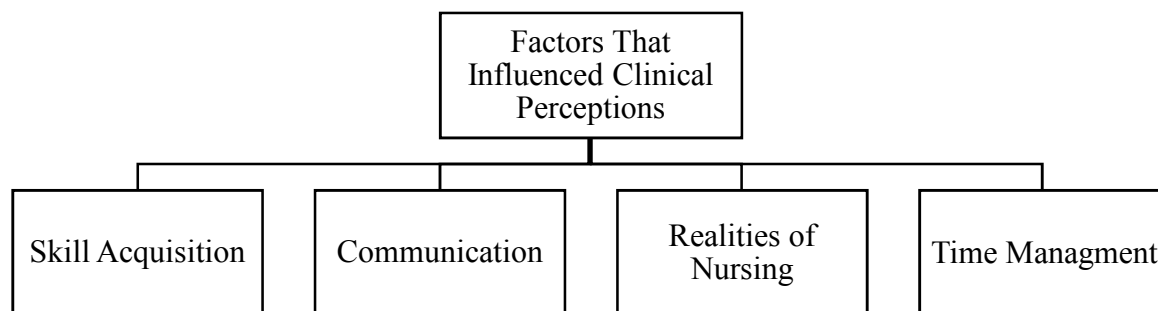 Factors That
Influenced Clinical
Perceptions
Skill Acquisition
Communication
Realities of
Nursing
Time Managment